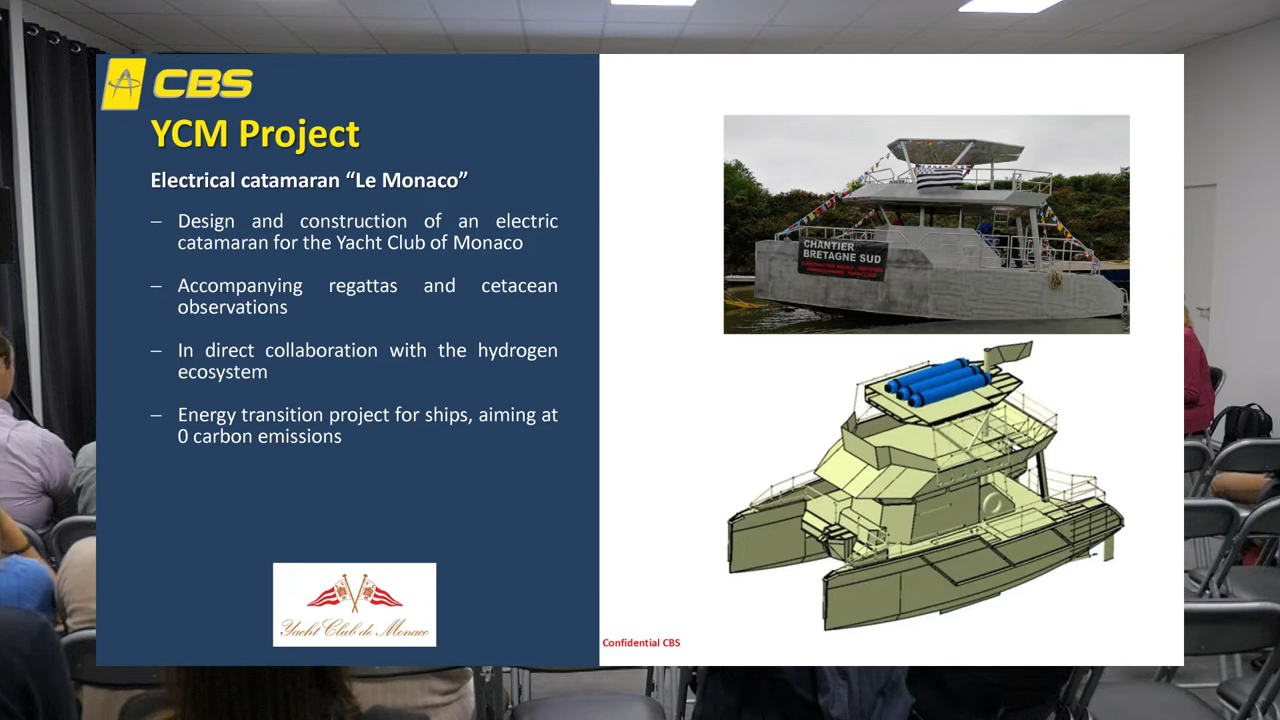 CBS
YCM Project
Electrical catamaran “Le Monaco”
– Design and construction of an electric
catamaran for the Yacht Club of Monaco
– Accompanying regattas and cetacean
observations
– In direct collaboration with the hydrogen
ecosystem
– Energy transition project for ships, aiming at
0 carbon emissions
Yacht Club de Monaco
CHANTIER
BRETAGNE SUD
Confidential CBS